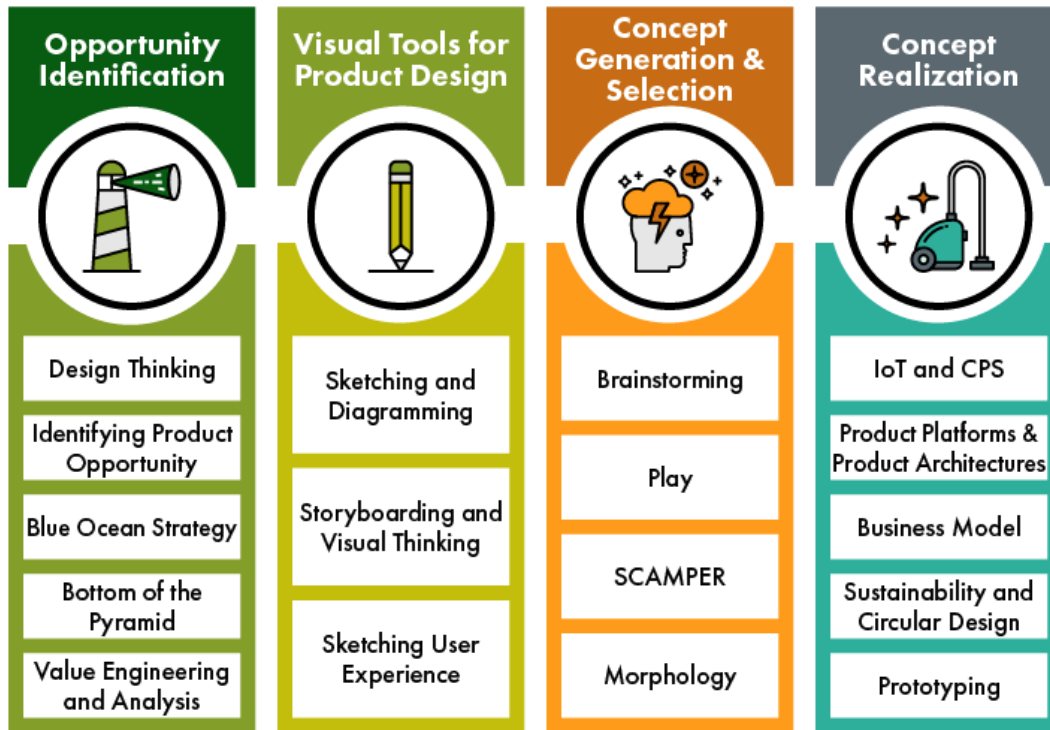 Opportunity
Identification
Design Thinking
Identifying Product
Opportunity
Blue Ocean Strategy
Bottom of the
Pyramid
Value Engineering
and Analysis
Visual Tools for
Product Design
Sketching and
Diagramming
Storyboarding and
Visual Thinking
Sketching User
Experience
Concept
Generation &
Selection
Brainstorming
Play
SCAMPER
Morphology
Concept
Realization
IoT and CPS
Product Platforms &
Product Architectures
Business Model
Sustainability and
Circular Design
Prototyping